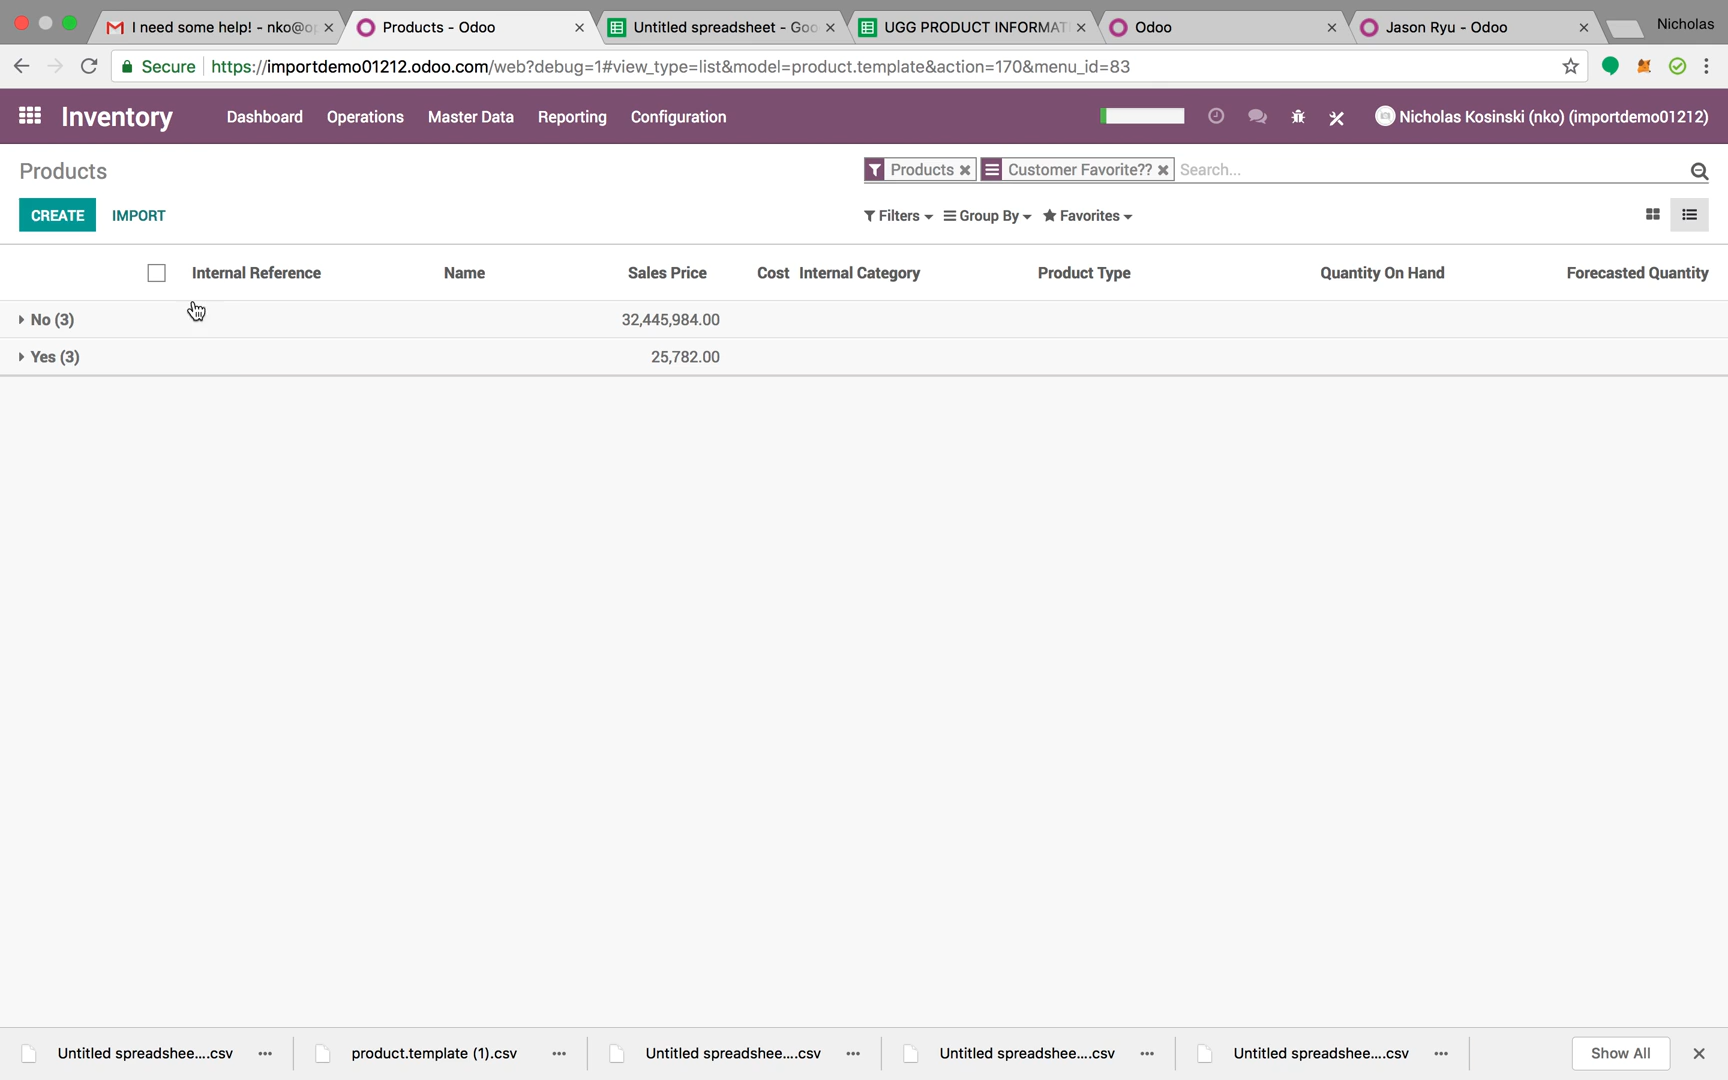 I need some help! - nko@o
Products - Odoo
Untitled spreadsheet - Goo
UGG PRODUCT INFORMAT
Odoo
Jason Ryu - Odoo
Nicholas
Secure
https://importdemo01212.odoo.com/web?debug=1#view_type=list&model=product.template&action=170&menu_id=83
Inventory
Dashboard
Operations
Master Data
Reporting
Configuration
Nicholas Kosinski (nko) (importdemo01212)
Products
Products
Customer Favorite??
Search...
CREATE
IMPORT
Filters
Group By
Favorites
Internal Reference
Name
Sales Price
Cost
Internal Category
Product Type
Quantity On Hand
Forecasted Quantity
No (3)
32,445,984.00
Yes (3)
25,782.00
Untitled spreadshee....csv
product.template (1).csv
Untitled spreadshee....csv
Untitled spreadshee....csv
Untitled spreadshee....csv
Show All